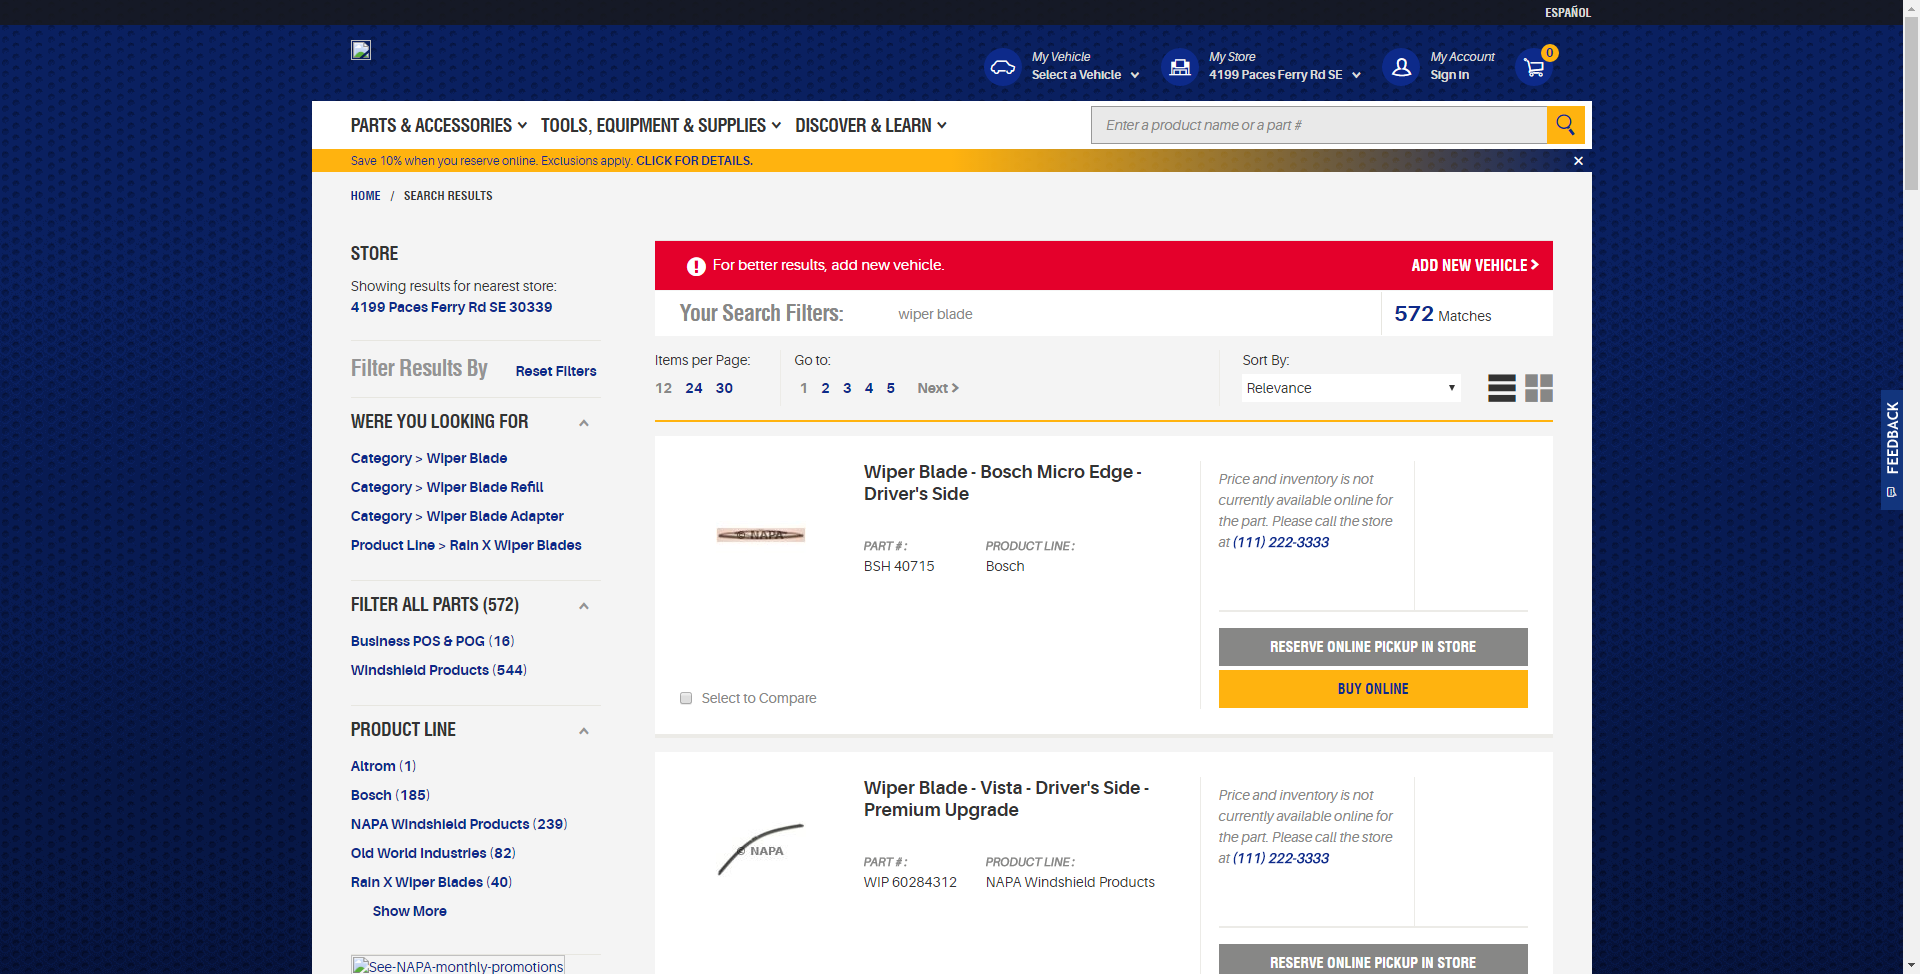 ESPAÑOL
My Vehicle
Select a Vehicle
My Store
4199 Paces Ferry Rd SE
My Account
Sign in
0
PARTS & ACCESSORIES
TOOLS, EQUIPMENT & SUPPLIES
DISCOVER & LEARN
Enter a product name or a part #
Save 10% when you reserve online. Exclusions apply. CLICK FOR DETAILS.
HOME / SEARCH RESULTS
STORE
Showing results for nearest store:
4199 Paces Ferry Rd SE 30339
Filter Results By
Reset Filters
WERE YOU LOOKING FOR
Category > Wiper Blade
Category > Wiper Blade Refill
Category > Wiper Blade Adapter
Product Line > Rain X Wiper Blades
FILTER ALL PARTS (572)
Business POS & POG (16)
Windshield Products (544)
PRODUCT LINE
Altrom (1)
Bosch (185)
NAPA Windshield Products (239)
Old World Industries (82)
Rain X Wiper Blades (40)
Show More
See-NAPA-monthly-promotions
For better results, add new vehicle.
ADD NEW VEHICLE >
Your Search Filters:
wiper blade
572 Matches
Items per Page:
12 24 30
Go to:
1 2 3 4 5 Next >
Sort By:
Relevance
© NAPA
Wiper Blade - Bosch Micro Edge -
Driver's Side
PART # :
BSH 40715
PRODUCT LINE :
Bosch
Select to Compare
Price and inventory is not
currently available online for
the part. Please call the store
at (111) 222-3333
RESERVE ONLINE PICKUP IN STORE
BUY ONLINE
© NAPA
Wiper Blade - Vista - Driver's Side -
Premium Upgrade
PART # :
WIP 60284312
PRODUCT LINE :
NAPA Windshield Products
Price and inventory is not
currently available online for
the part. Please call the store
at (111) 222-3333
RESERVE ONLINE PICKUP IN STORE
FEEDBACK